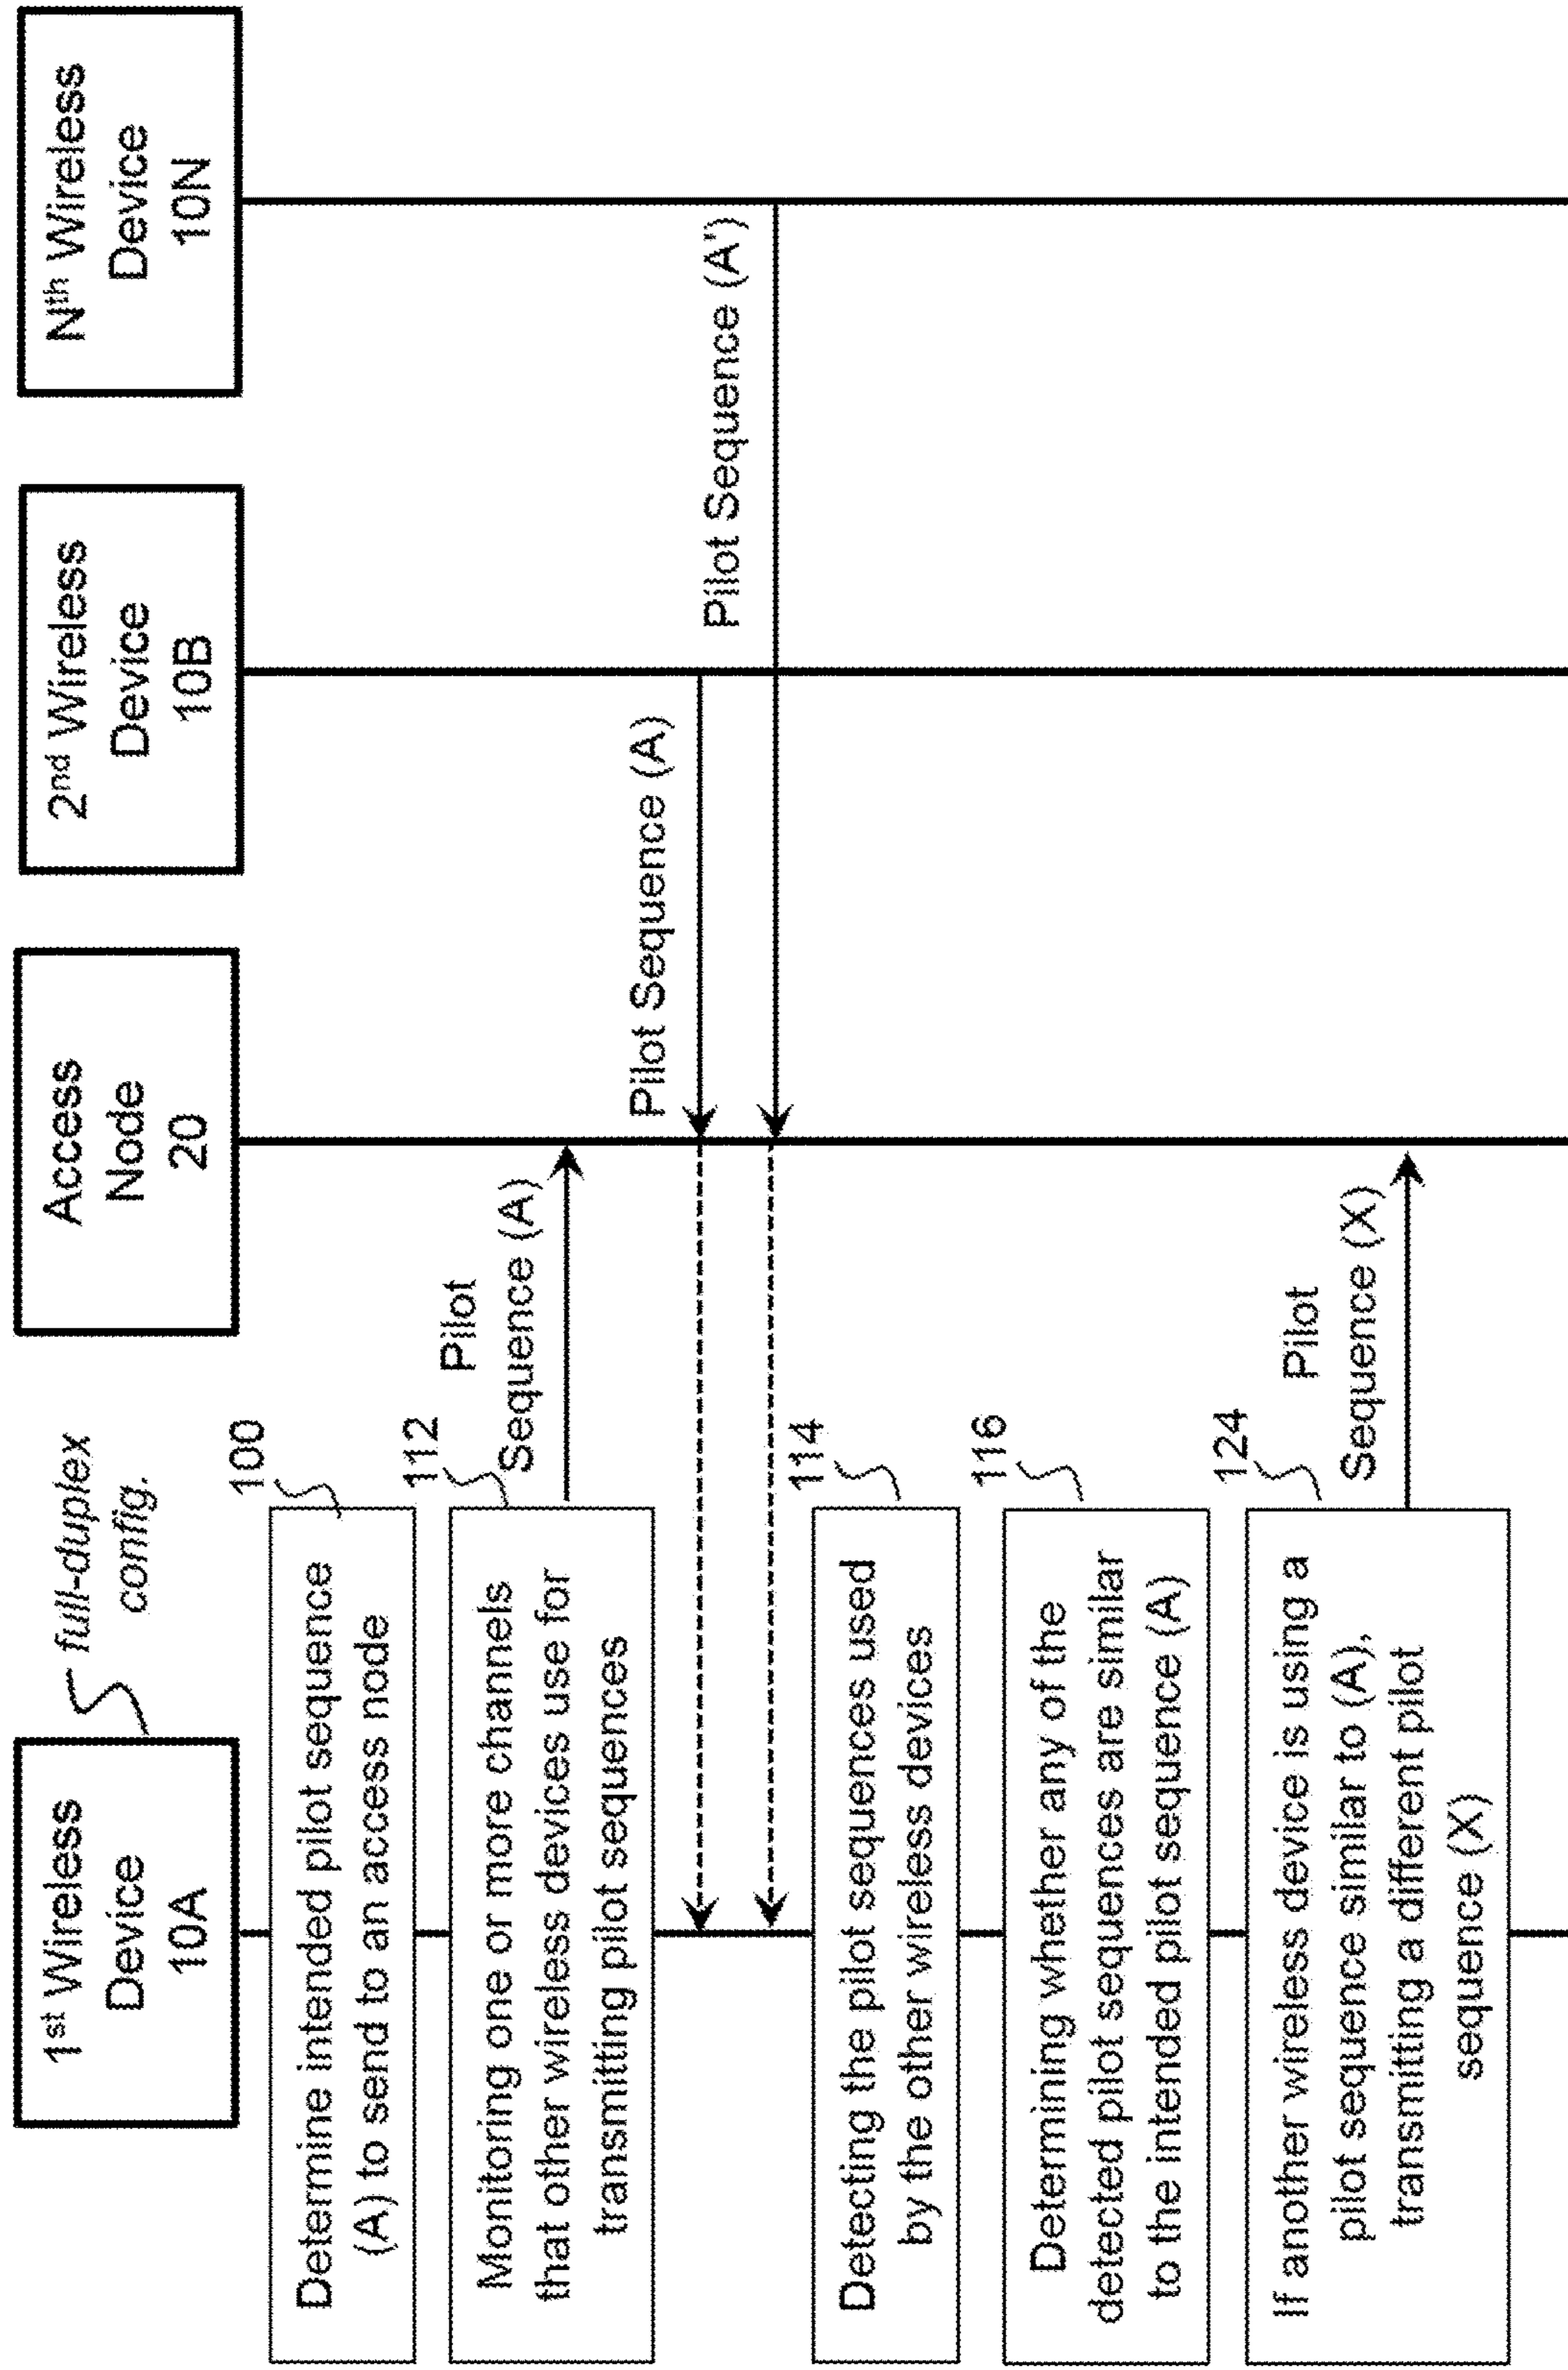 1st Wireless
Device
10A
full-duplex
config.
Access
Node
20
2nd Wireless
Device
10B
Nth Wireless
Device
10N
100
Determine intended pilot sequence
(A) to send to an access node
112
Monitoring one or more channels
that other wireless devices use for
transmitting pilot sequences
Pilot
Sequence (A)
Pilot Sequence (A)
Pilot Sequence (A')
114
Detecting the pilot sequences used
by the other wireless devices
116
Determining whether any of the
detected pilot sequences are similar
to the intended pilot sequence (A)
124
If another wireless device is using a
pilot sequence similar to (A),
transmitting a different pilot
sequence (X)
Pilot
Sequence (X)